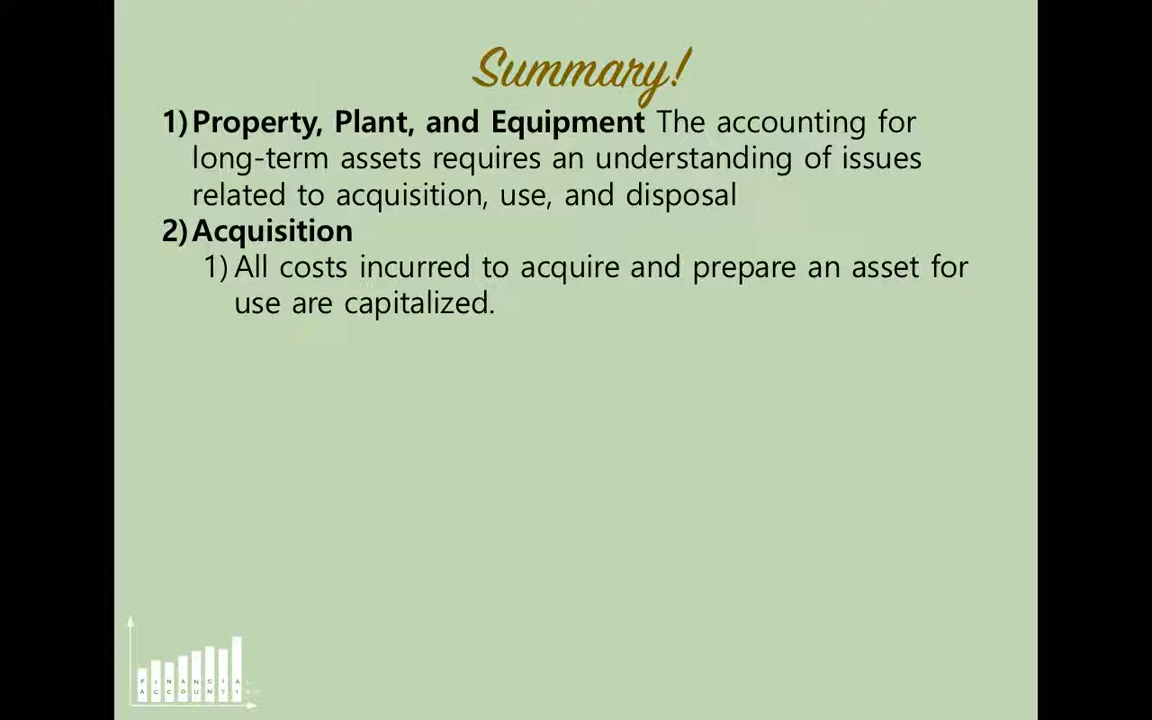 Summary!
1) Property, Plant, and Equipment The accounting for
long-term assets requires an understanding of issues
related to acquisition, use, and disposal
2) Acquisition
1) All costs incurred to acquire and prepare an asset for
use are capitalized.
FINANCIAL
ACCOUNTING